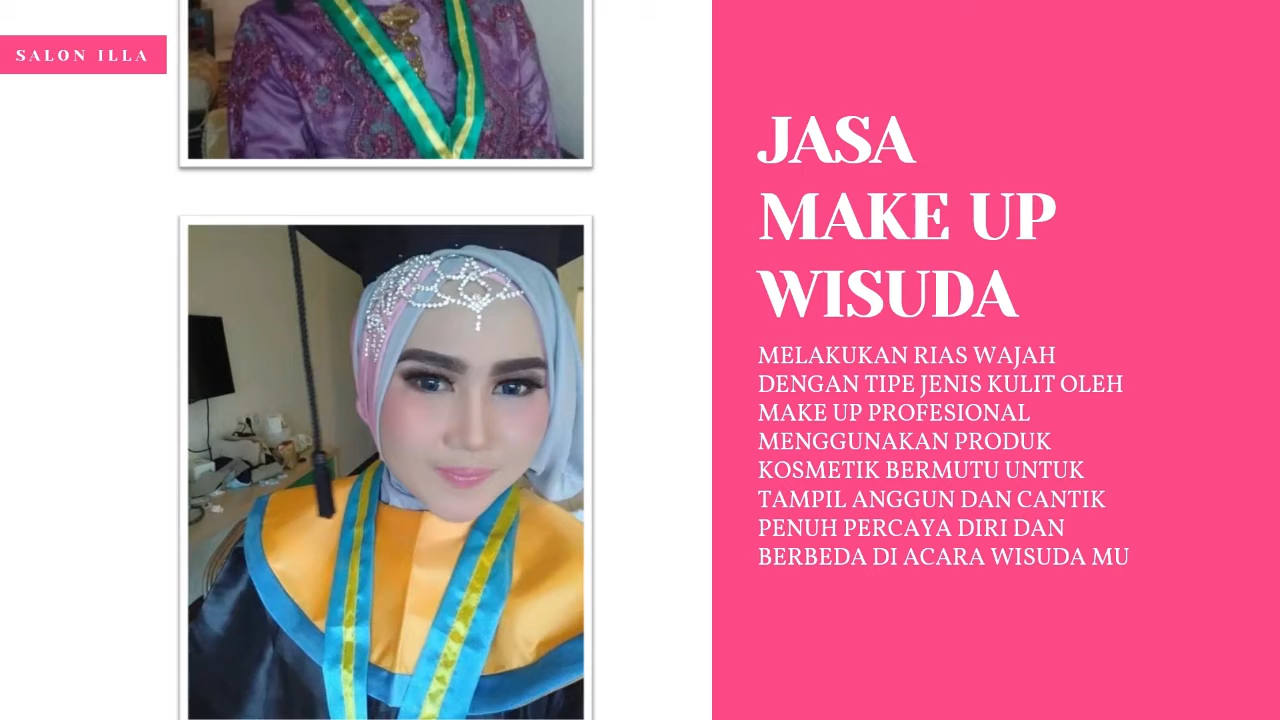 SALON ILLA
JASA
MAKE UP
WISUDA
MELAKUKAN RIAS WAJAH
DENGAN TIPE JENIS KULIT OLEH
MAKE UP PROFESIONAL
MENGGUNAKAN PRODUK
KOSMETIK BERMUTU UNTUK
TAMPIL ANGGUN DAN CANTIK
PENUH PERCAYA DIRI DAN
BERBEDA DI ACARA WISUDA MU